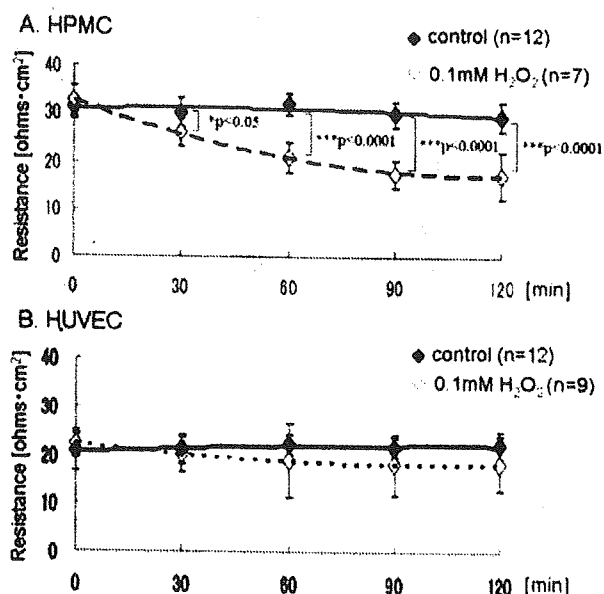 A. HPMC
control (n=12)
0.1mM H₂O₂ (n=7)
Resistance [ohms·cm²]
40
30
20
10
0
*p<0.05
***p<0.0001
***p<0.0001
***p<0.0001
0 30 60 90 120 [min]
B. HUVEC
control (n=12)
0.1mM H₂O₂ (n=9)
Resistance [ohms·cm²]
40
30
20
10
0
0 30 60 90 120 [min]